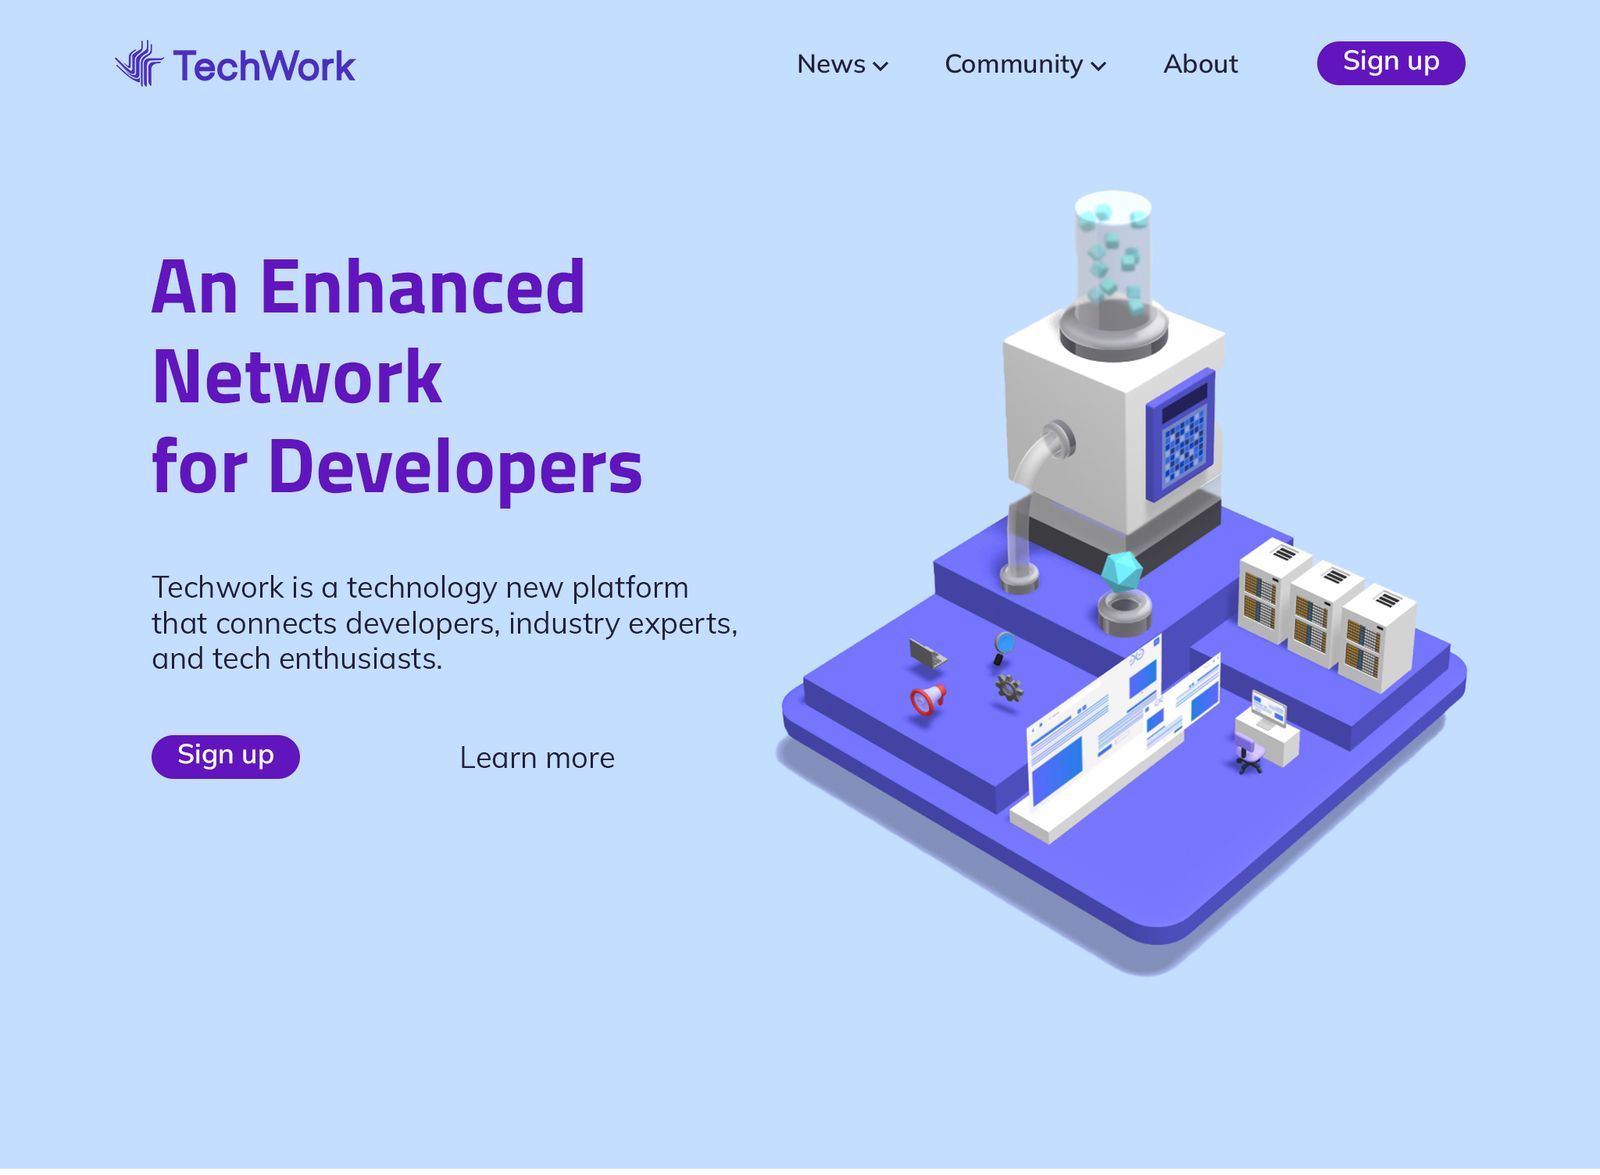 TechWork
News
Community
About
Sign up
An Enhanced
Network
for Developers
Techwork is a technology new platform
that connects developers, industry experts,
and tech enthusiasts.
Sign up
Learn more